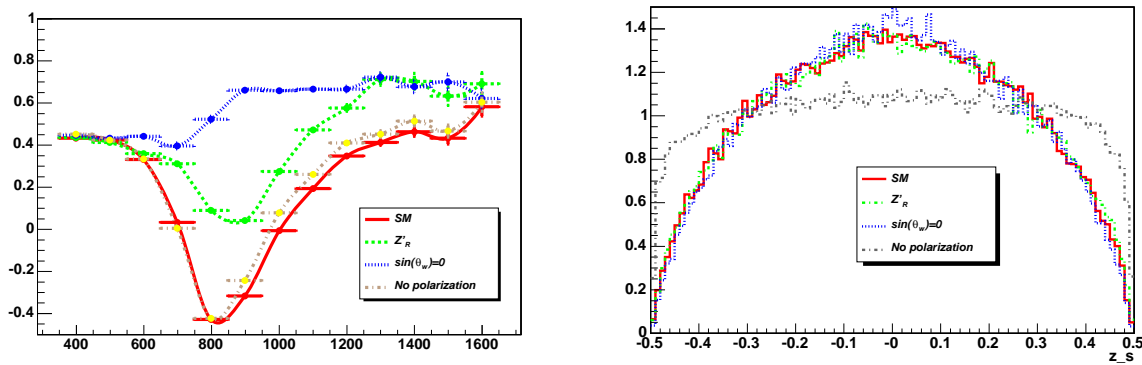 1
0.8
0.6
0.4
0.2
0
-0.2
-0.4
400 600 800 1000 1200 1400 1600
SM
Z'R
sin(θw)=0
No polarization
1.4
1.2
1
0.8
0.6
0.4
0.2
0
-0.5 -0.4 -0.3 -0.2 -0.1 -0 0.1 0.2 0.3 0.4 0.5
z_s
SM
Z'R
sin(θw)=0
No polarization